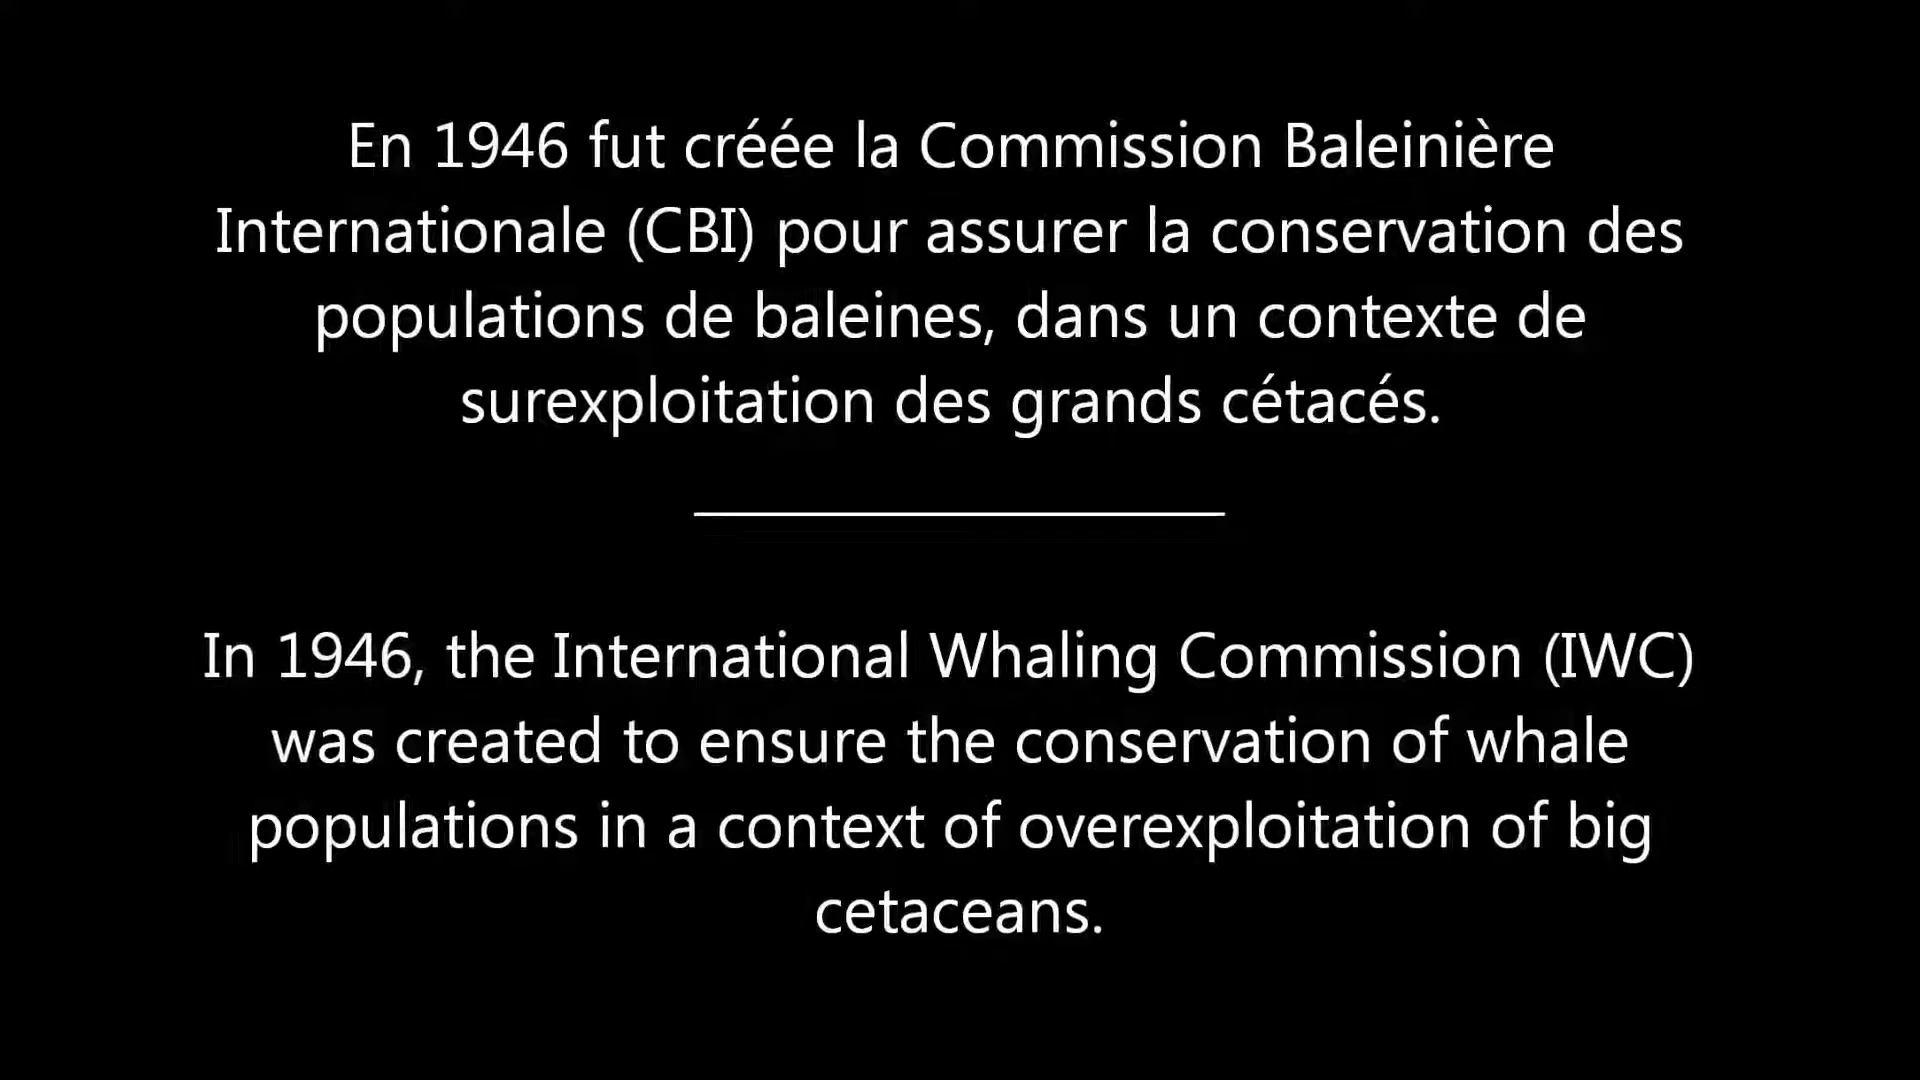 En 1946 fut créée la Commission Baleinière
Internationale (CBI) pour assurer la conservation des
populations de baleines, dans un contexte de
surexploitation des grands cétacés.
In 1946, the International Whaling Commission (IWC)
was created to ensure the conservation of whale
populations in a context of overexploitation of big
cetaceans.